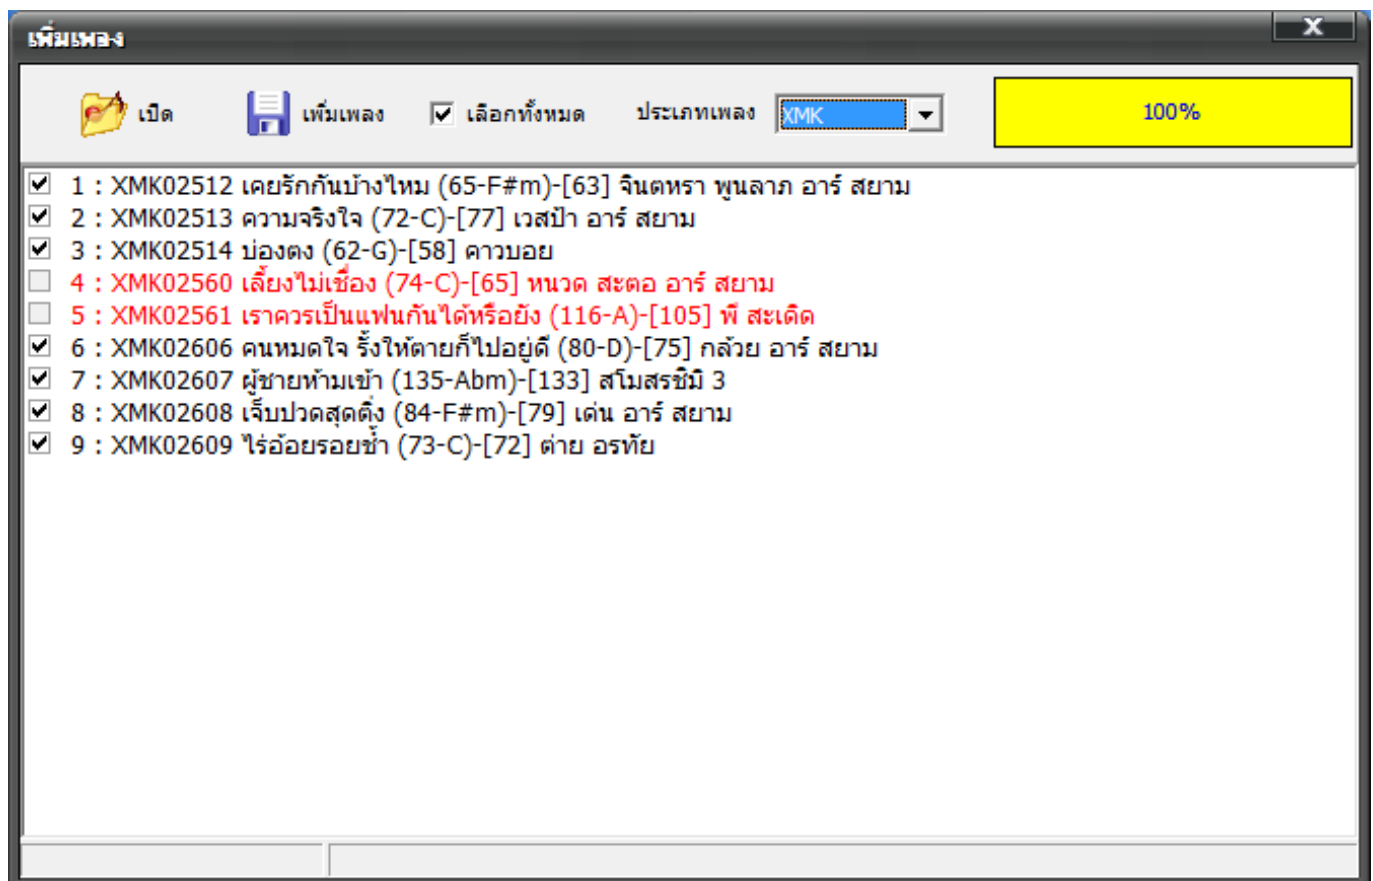 เพิ่มเพลง X
เปิด เพิ่มเพลง เลือกทั้งหมด ประเภทเพลง XMK 100%
1 : XMK02512 เคยรักกันบ้างไหม (65-F#m)-[63] จินตหรา พูนลาภ อาร์ สยาม
2 : XMK02513 ความจริงใจ (72-C)-[77] เวสป้า อาร์ สยาม
3 : XMK02514 บ่องตง (62-G)-[58] คาวบอย
4 : XMK02560 เลี้ยงไม่เชื่อง (74-C)-[65] หนวด สะตอ อาร์ สยาม
5 : XMK02561 เราควรเป็นแฟนกันได้หรือยัง (116-A)-[105] พี สะเดิด
6 : XMK02606 คนหมดใจ รั้งให้ตายก็ไปอยู่ดี (80-D)-[75] กล้วย อาร์ สยาม
7 : XMK02607 ผู้ชายห้ามเข้า (135-Abm)-[133] สโมสรชิมิ 3
8 : XMK02608 เจ็บปวดสุดติ่ง (84-F#m)-[79] เด่น อาร์ สยาม
9 : XMK02609 ไร่อ้อยรอยช้ำ (73-C)-[72] ต่าย อรทัย